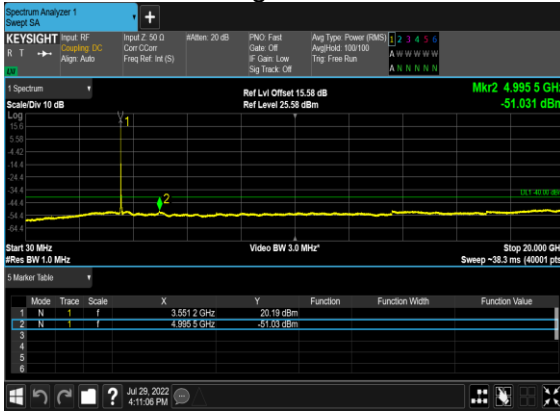 Spectrum Analyzer 1
Swept SA
+
KEYSIGHT Input: RF Input Z: 50 Ω #Atten: 20 dB PNO: Fast Avg Type: Power (RMS) 1 2 3 4 5 6
R T Coupling: DC Corr CCorr Gate: Off Avg|Hold: 100/100 A W W W W W
Align: Auto Freq Ref: Int (S) IF Gain: Low Trig: Free Run
Sig Track: Off A N N N N N
1 Spectrum Ref Lvl Offset 15.58 dB Mkr2 4.995 5 GHz
Scale/Div 10 dB Ref Level 25.58 dBm -51.031 dBm
Log
15.6
5.58
-4.42
-14.4
-24.4
-34.4
-44.4
-54.4
-64.4
1
2
DL1 -40.00 dBm
Start 30 MHz Video BW 3.0 MHz* Stop 20.000 GH
#Res BW 1.0 MHz Sweep ~38.3 ms (40001 pts
5 Marker Table
Mode Trace Scale X Y Function Function Width Function Value
1 N 1 f 3.551 2 GHz 20.19 dBm
2 N 1 f 4.995 5 GHz -51.03 dBm
3
4
5
6
? Jul 29, 2022
4:11:06 PM